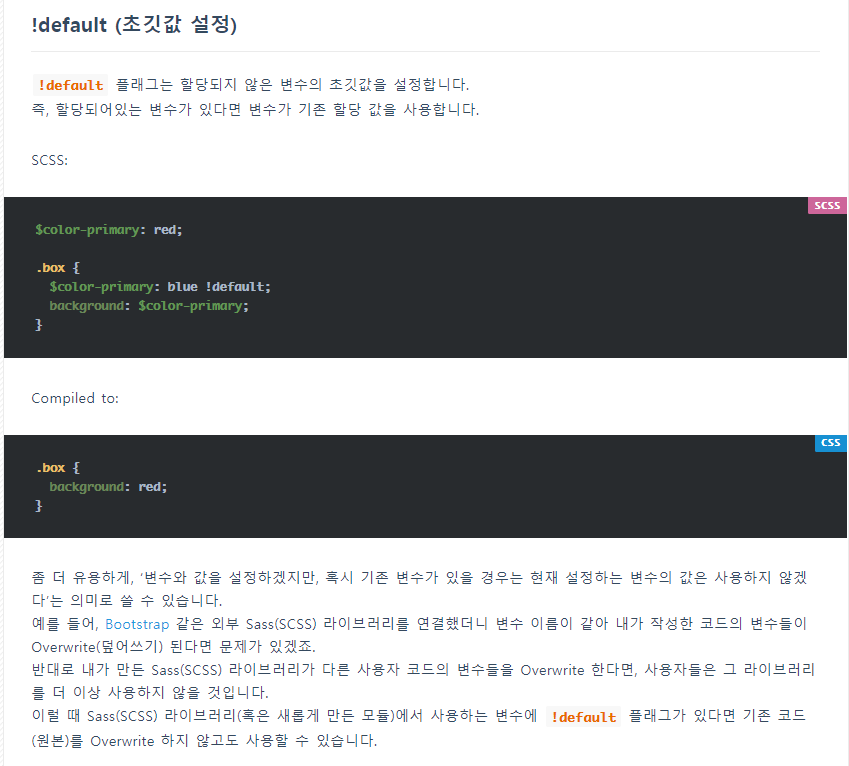 !default (초깃값 설정)
!default 플래그는 할당되지 않은 변수의 초깃값을 설정합니다.
즉, 할당되어있는 변수가 있다면 변수가 기존 할당 값을 사용합니다.
SCSS:
SCSS
$color-primary: red;
.box {
  $color-primary: blue !default;
  background: $color-primary;
}
Compiled to:
CSS
.box {
  background: red;
}
좀 더 유용하게, '변수와 값을 설정하겠지만, 혹시 기존 변수가 있을 경우는 현재 설정하는 변수의 값은 사용하지 않겠
다'는 의미로 쓸 수 있습니다.
예를 들어, Bootstrap 같은 외부 Sass(SCSS) 라이브러리를 연결했더니 변수 이름이 같아 내가 작성한 코드의 변수들이
Overwrite(덮어쓰기) 된다면 문제가 있겠죠.
반대로 내가 만든 Sass(SCSS) 라이브러리가 다른 사용자 코드의 변수들을 Overwrite 한다면, 사용자들은 그 라이브러리
를 더 이상 사용하지 않을 것입니다.
이럴 때 Sass(SCSS) 라이브러리(혹은 새롭게 만든 모듈)에서 사용하는 변수에 !default 플래그가 있다면 기존 코드
(원본)를 Overwrite 하지 않고도 사용할 수 있습니다.